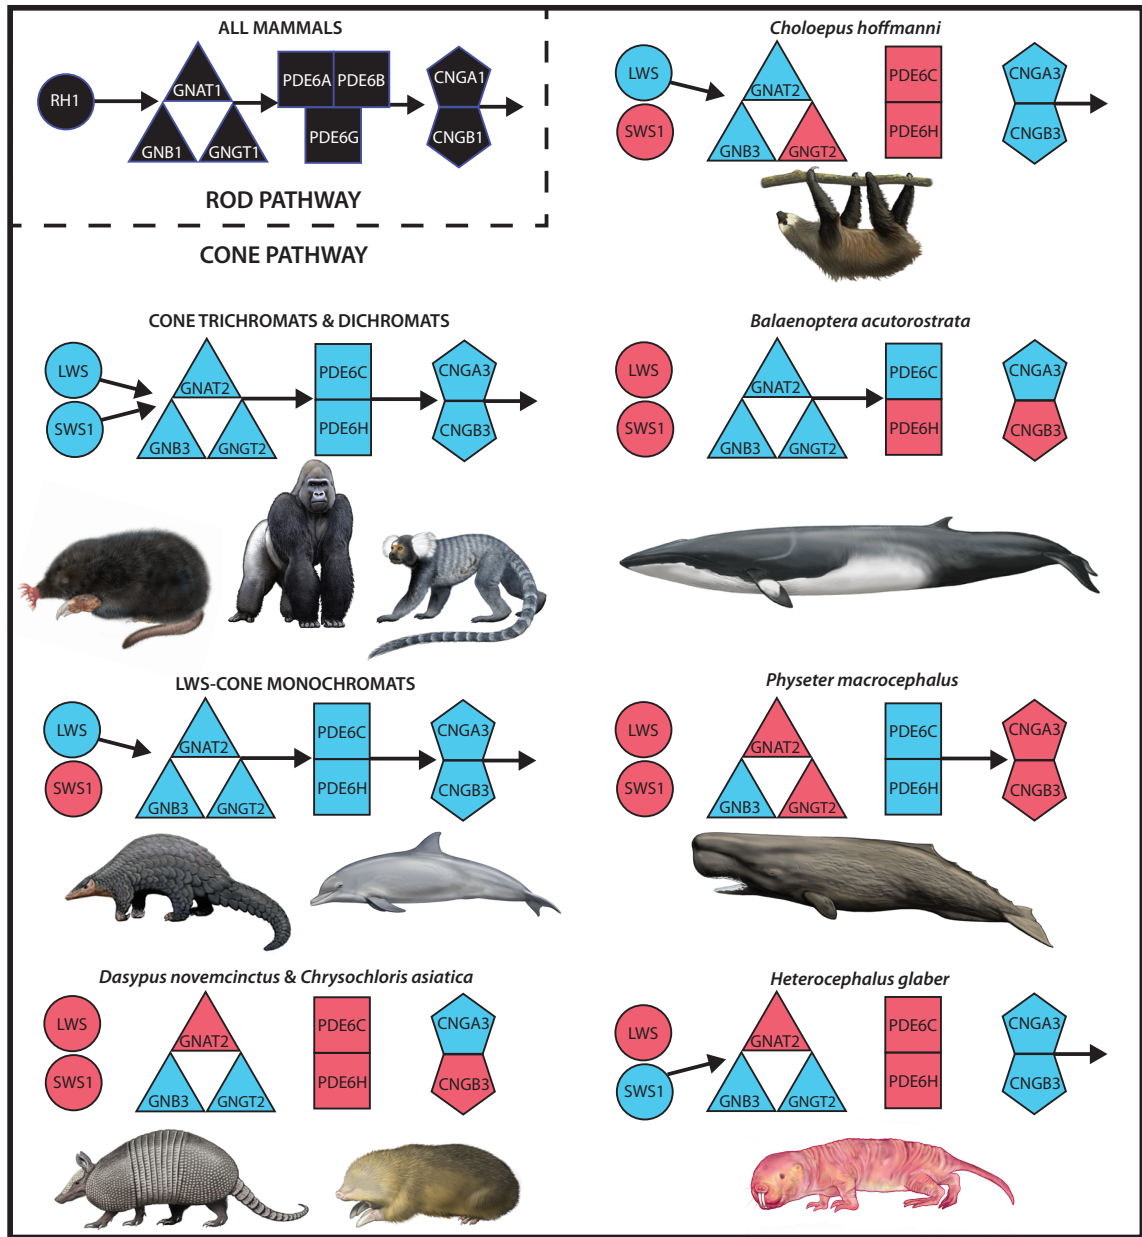 ALL MAMMALS
RH1
GNAT1
GNB1
GNGT1
PDE6A
PDE6B
PDE6G
CNGA1
CNGB1
ROD PATHWAY
CONE PATHWAY
Choloepus hoffmanni
LWS
SWS1
GNAT2
GNB3
GNGT2
PDE6C
PDE6H
CNGA3
CNGB3
CONE TRICHROMATS & DICHROMATS
LWS
SWS1
GNAT2
GNB3
GNGT2
PDE6C
PDE6H
CNGA3
CNGB3
Balaenoptera acutorostrata
LWS
SWS1
GNAT2
GNB3
GNGT2
PDE6C
PDE6H
CNGA3
CNGB3
LWS-CONE MONOCHROMATS
LWS
SWS1
GNAT2
GNB3
GNGT2
PDE6C
PDE6H
CNGA3
CNGB3
Physeter macrocephalus
LWS
SWS1
GNAT2
GNB3
GNGT2
PDE6C
PDE6H
CNGA3
CNGB3
Dasypus novemcinctus & Chrysochloris asiatica
LWS
SWS1
GNAT2
GNB3
GNGT2
PDE6C
PDE6H
CNGA3
CNGB3
Heterocephalus glaber
LWS
SWS1
GNAT2
GNB3
GNGT2
PDE6C
PDE6H
CNGA3
CNGB3